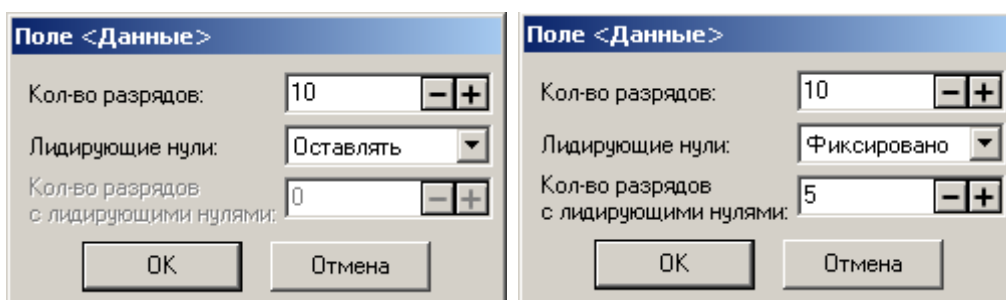 Поле <Данные>
Кол-во разрядов:
10
Лидирующие нули:
Оставлять
Кол-во разрядов
с лидирующими нулями:
0
OK
Отмена
Поле <Данные>
Кол-во разрядов:
10
Лидирующие нули:
Фиксировано
Кол-во разрядов
с лидирующими нулями:
5
OK
Отмена